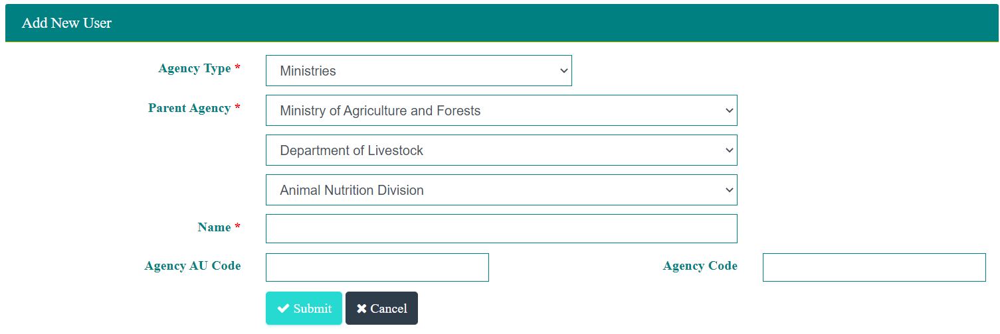 Add New User
Agency Type * Ministries
Parent Agency * Ministry of Agriculture and Forests
Department of Livestock
Animal Nutrition Division
Name *
Agency AU Code Agency Code
Submit Cancel